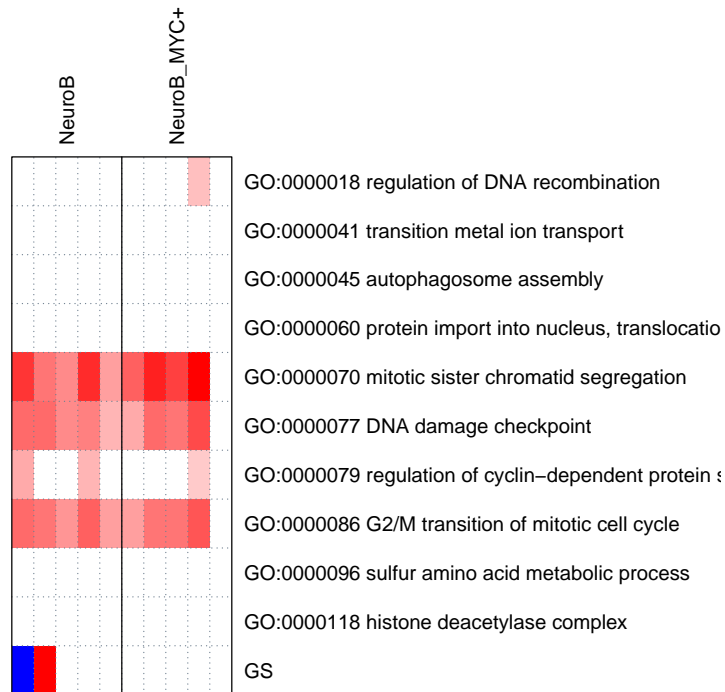 NeuroB
NeuroB_MYC+
GO:0000018 regulation of DNA recombination
GO:0000041 transition metal ion transport
GO:0000045 autophagosome assembly
GO:0000060 protein import into nucleus, translocatio
GO:0000070 mitotic sister chromatid segregation
GO:0000077 DNA damage checkpoint
GO:0000079 regulation of cyclin−dependent protein s
GO:0000086 G2/M transition of mitotic cell cycle
GO:0000096 sulfur amino acid metabolic process
GO:0000118 histone deacetylase complex
GS